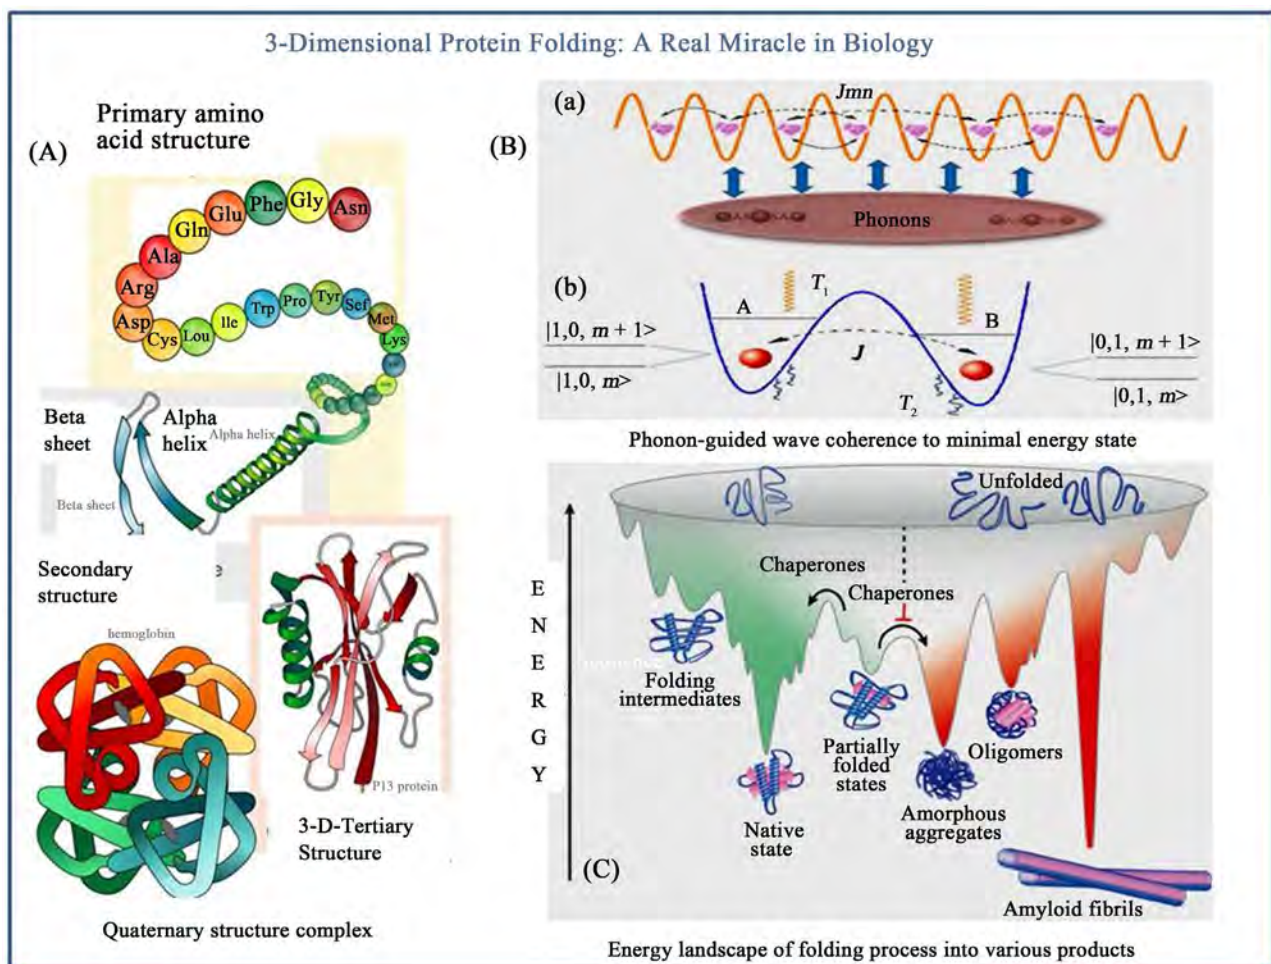 3-Dimensional Protein Folding: A Real Miracle in Biology
(A)
Primary amino
acid structure
Asn
Gly
Phe
Glu
Gln
Ala
Arg
Asp
Cys
Lou
Ile
Trp
Pro
Tyr
Sef
Met
Lys
Beta
sheet
Alpha
helix
Alpha helix
Beta sheet
Secondary
structure
e
hemoglobin
P13 protein
3-D-Tertiary
Structure
Quaternary structure complex
(B)
(a)
Jmn
Phonons
(b)
T1
A
B
J
|1,0, m + 1>
|1,0, m>
|0,1, m + 1>
|0,1, m>
T2
Phonon-guided wave coherence to minimal energy state
(C)
ENERGY
Unfolded
Chaperones
Chaperones
Folding
intermediates
Native
state
Partially
folded
states
Amorphous
aggregates
Oligomers
Amyloid fibrils
Energy landscape of folding process into various products